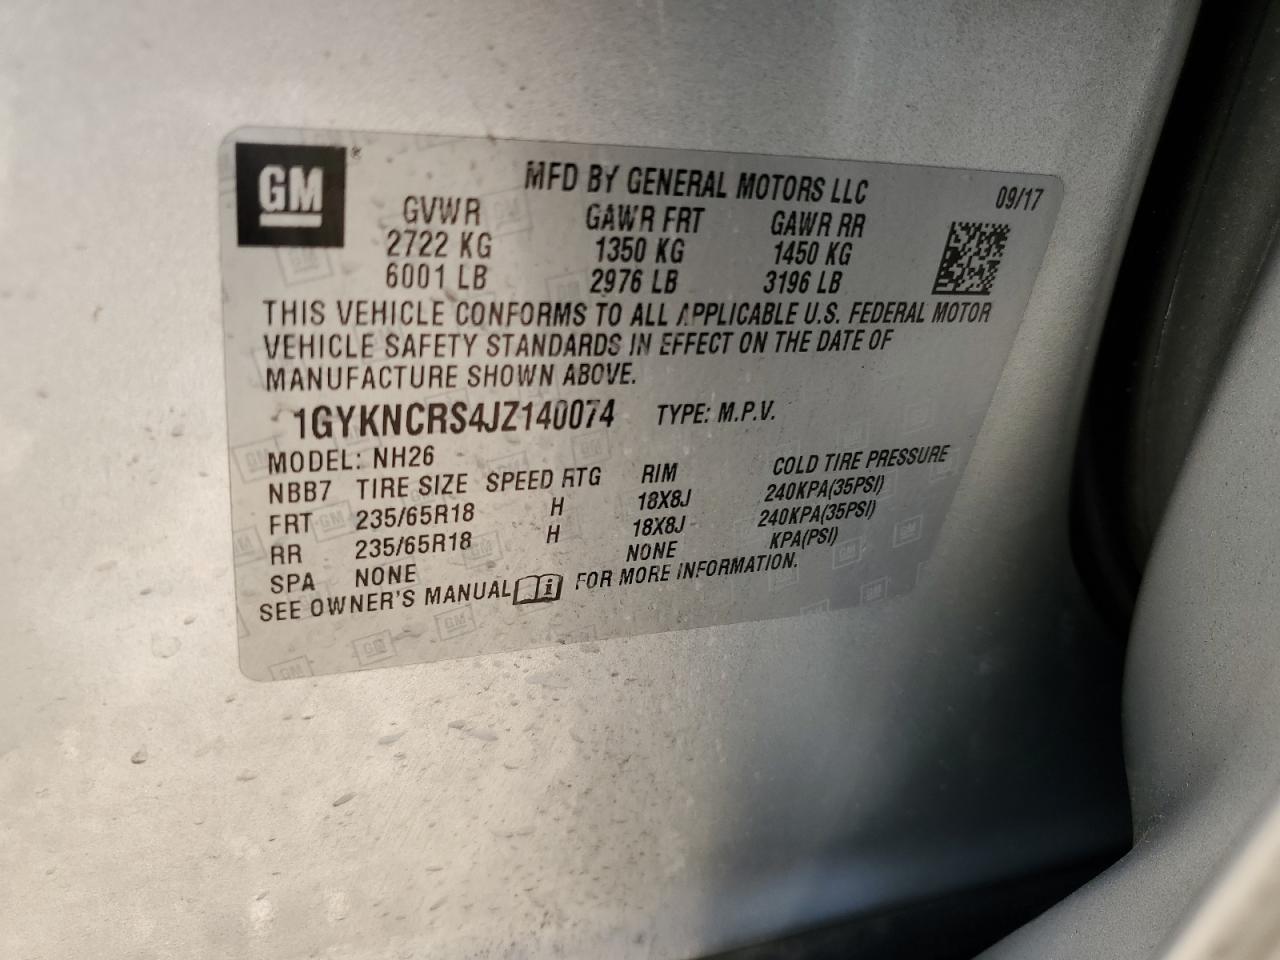 GM ®
MFD BY GENERAL MOTORS LLC 09/17
GVWR GAWR FRT GAWR RR
2722 KG 1350 KG 1450 KG
6001 LB 2976 LB 3196 LB
THIS VEHICLE CONFORMS TO ALL APPLICABLE U.S. FEDERAL MOTOR
VEHICLE SAFETY STANDARDS IN EFFECT ON THE DATE OF
MANUFACTURE SHOWN ABOVE.
1GYKNCRS4JZ140074 TYPE: M.P.V.
MODEL: NH26
NBB7 TIRE SIZE SPEED RTG RIM COLD TIRE PRESSURE
FRT 235/65R18 H 18X8J 240KPA(35PSI)
RR 235/65R18 H 18X8J 240KPA(35PSI)
SPA NONE NONE KPA(PSI)
SEE OWNER'S MANUAL i FOR MORE INFORMATION.